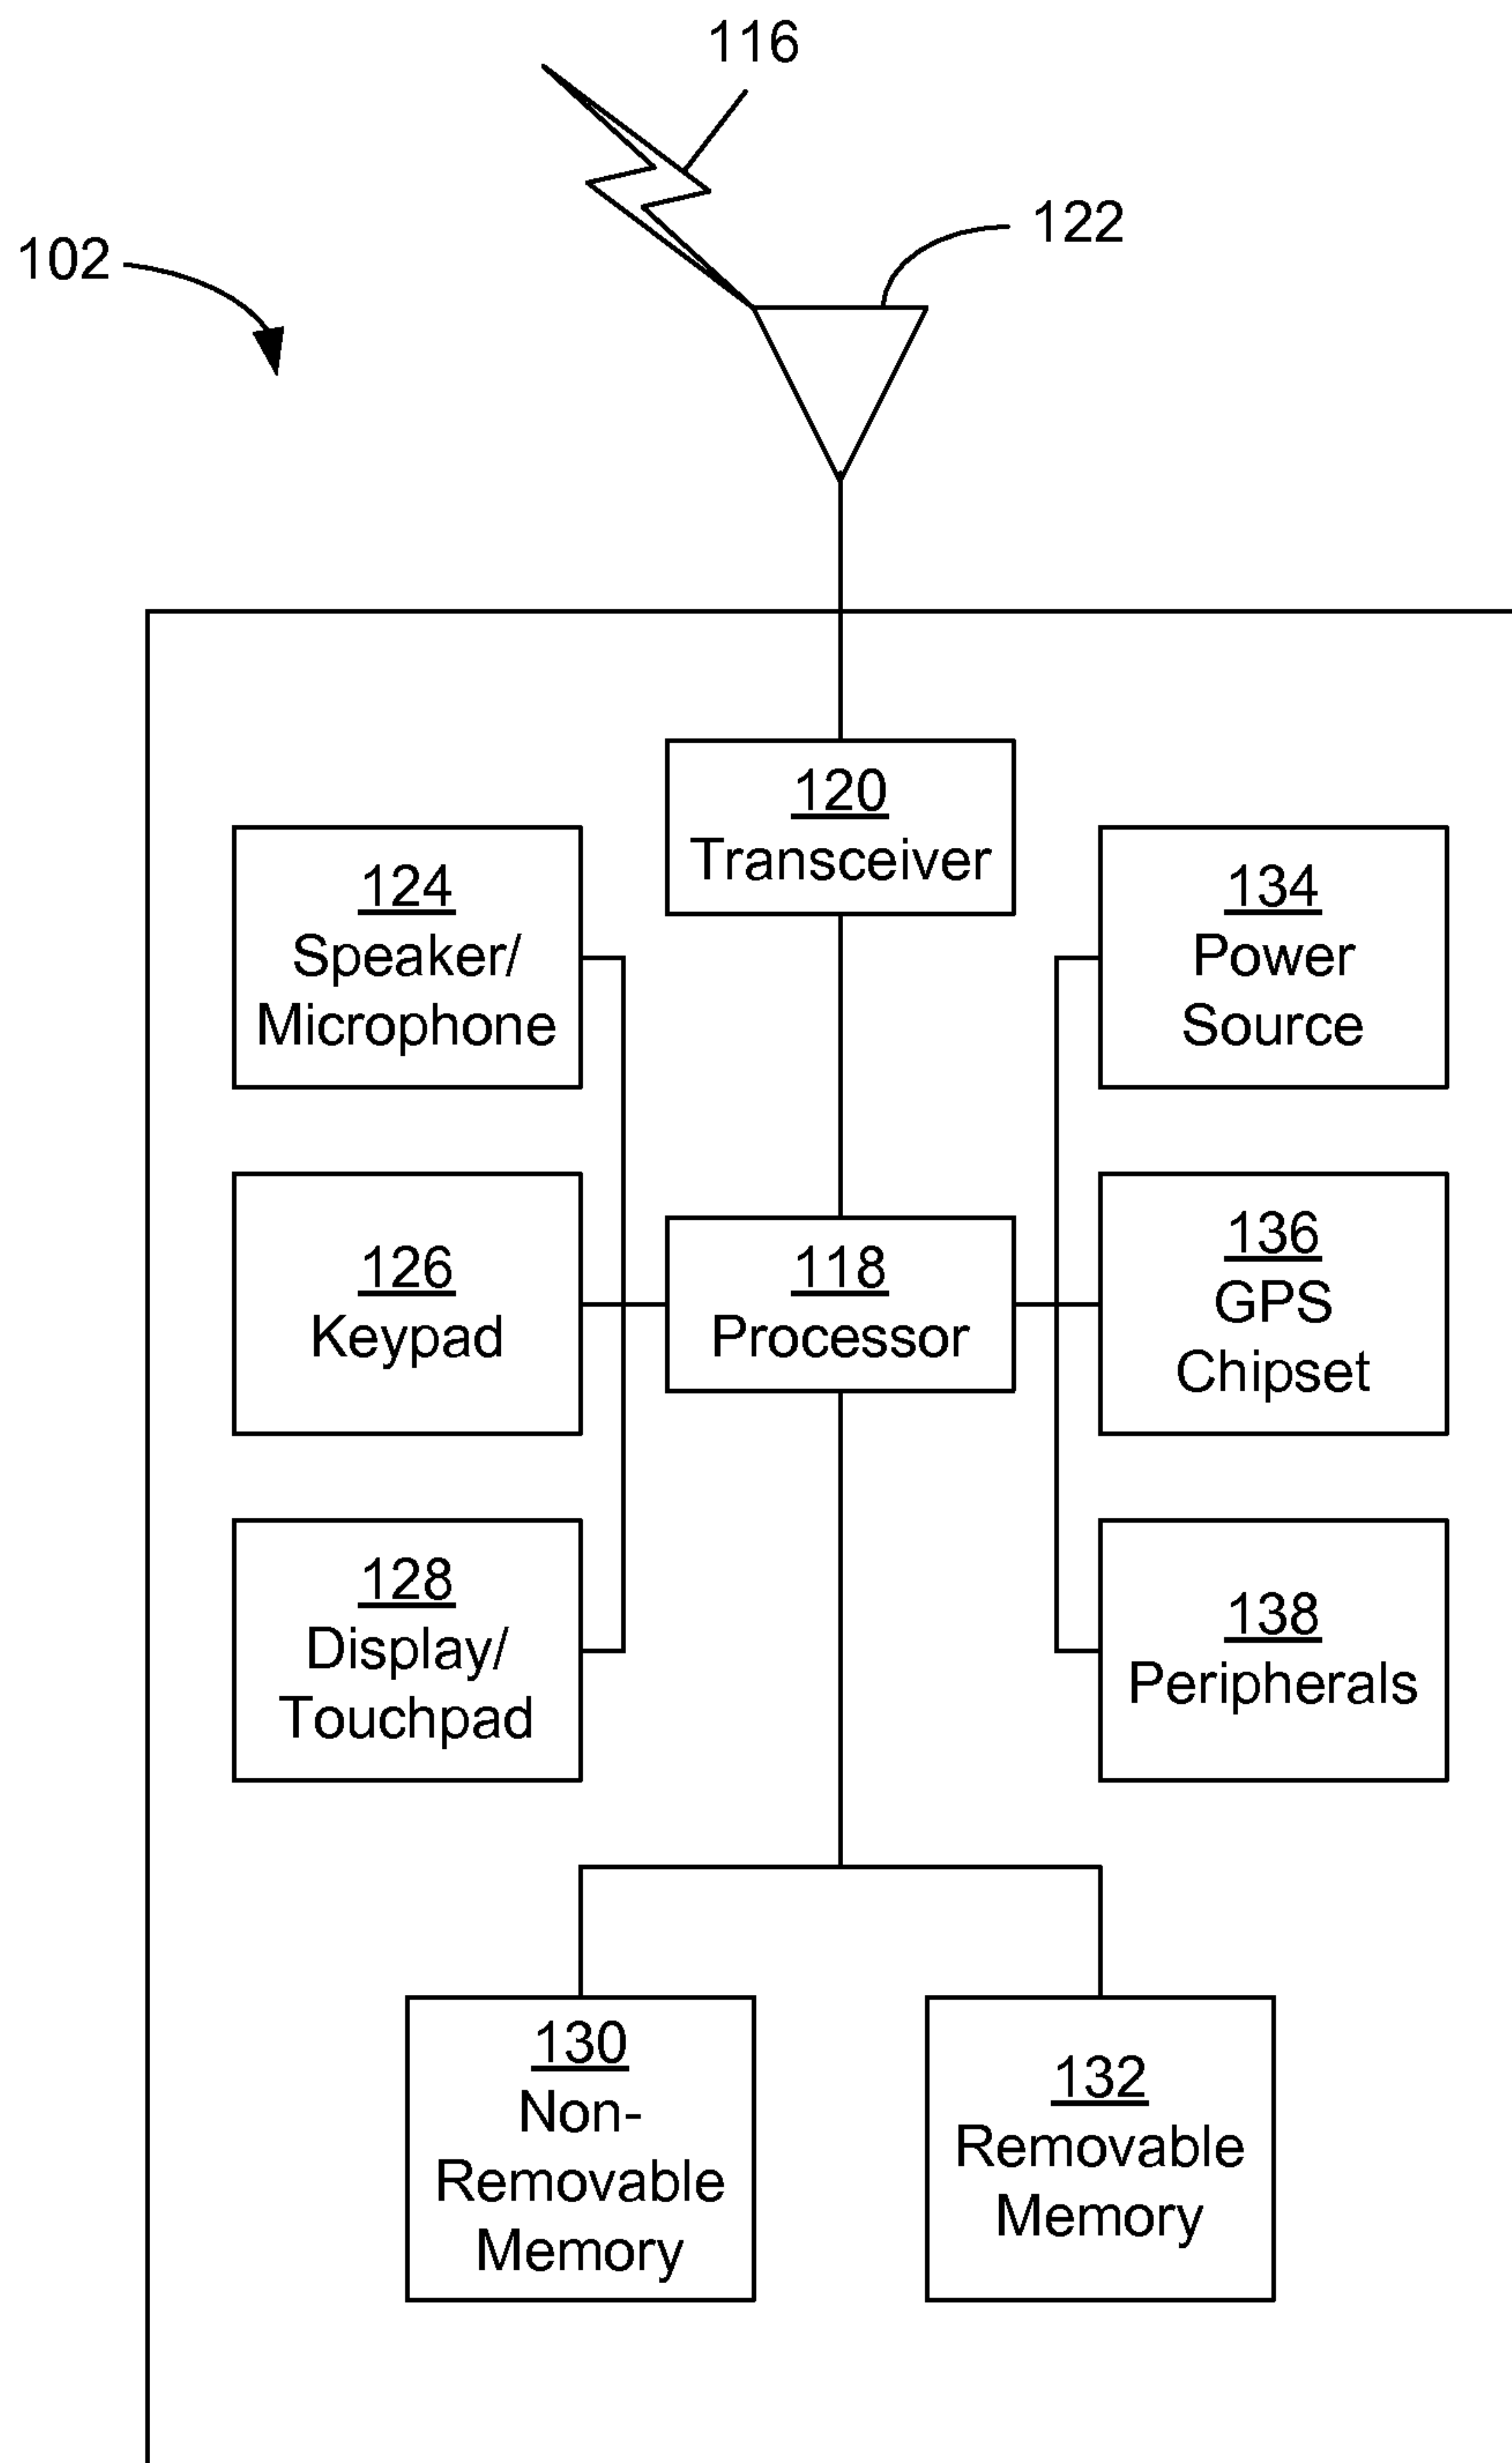 116
122
102
120
Transceiver
124
Speaker/
Microphone
134
Power
Source
126
Keypad
118
Processor
136
GPS
Chipset
128
Display/
Touchpad
138
Peripherals
130
Non-
Removable
Memory
132
Removable
Memory